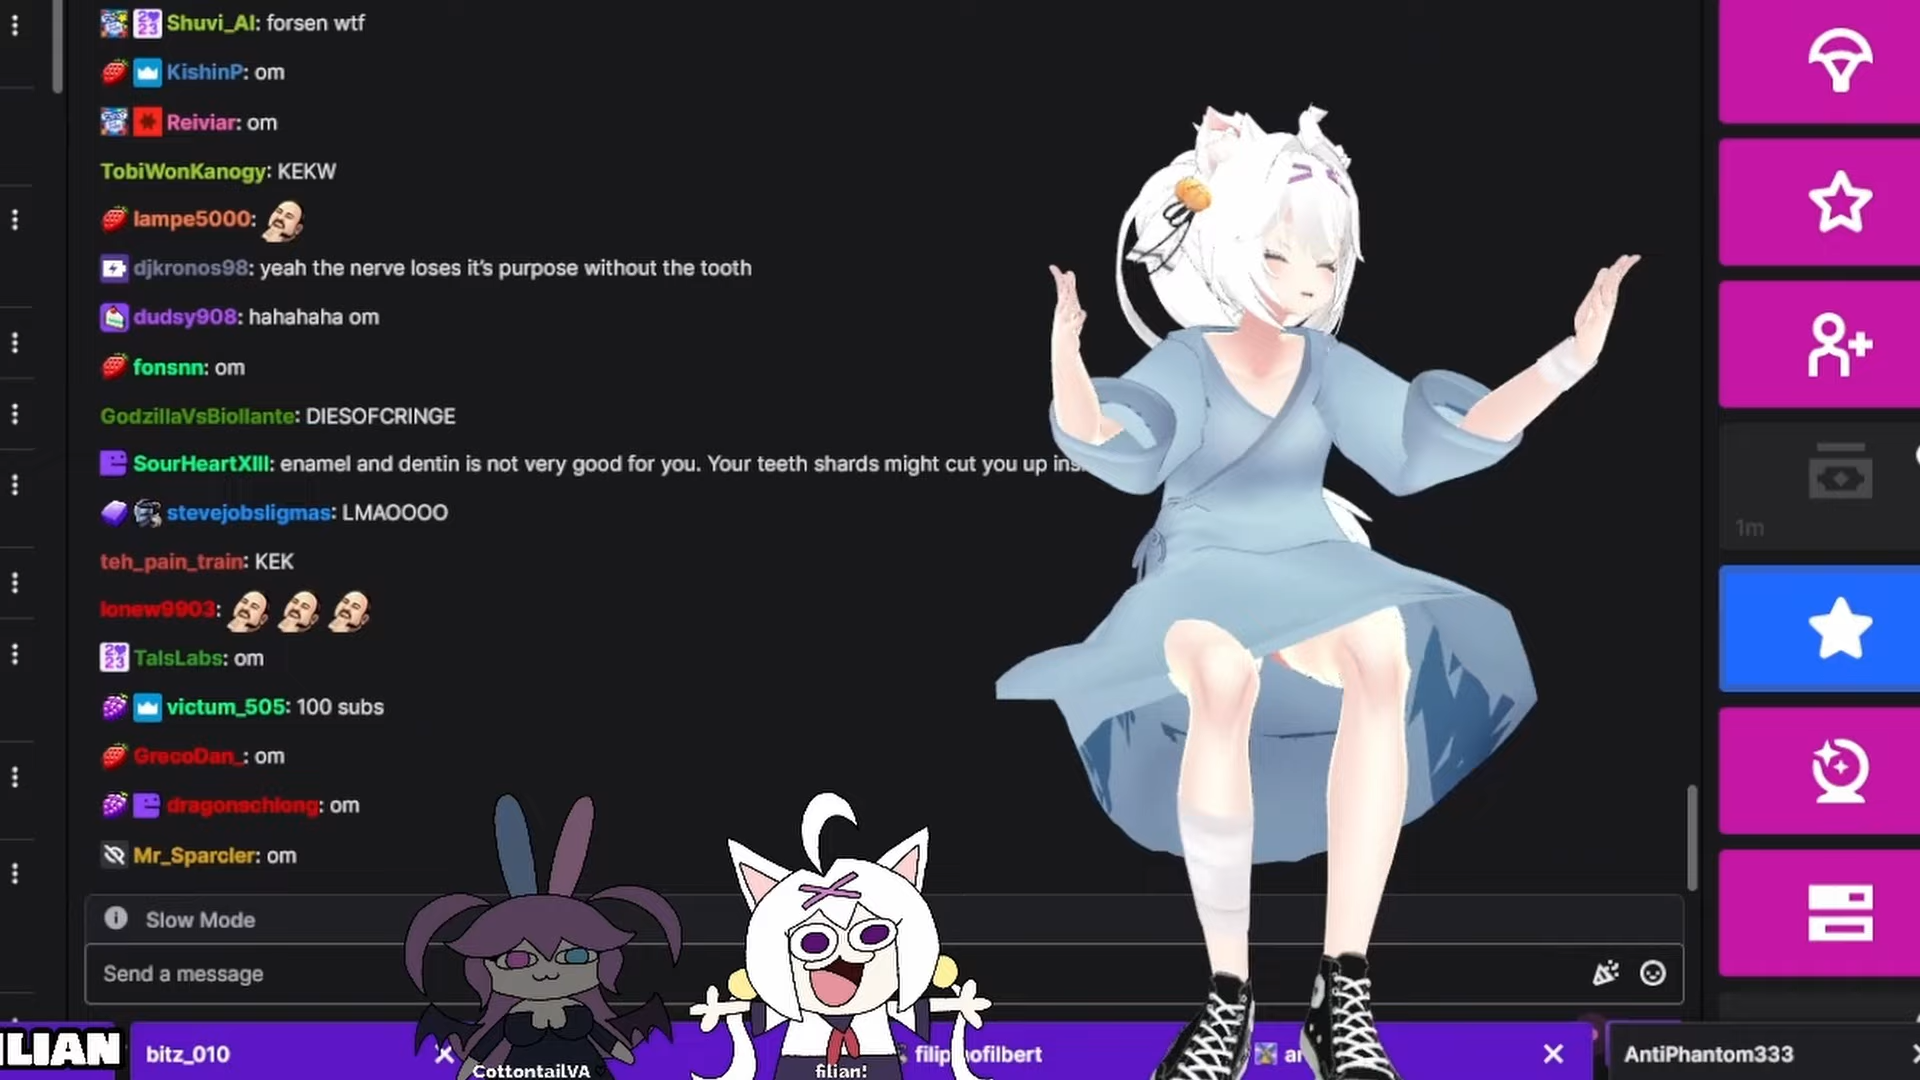 Shuvi_AI: forsen wtf
KishinP: om
Reiviar: om
TobiWonKanogy: KEKW
lampe5000:
djkronos98: yeah the nerve loses it's purpose without the tooth
dudsy908: hahahaha om
fonsnn: om
GodzillaVsBiollante: DIESOFCRINGE
SourHeartXIII: enamel and dentin is not very good for you. Your teeth shards might cut you up ins
stevejobsligmas: LMAOOOO
teh_pain_train: KEK
lonew9903:
TalsLabs: om
victum_505: 100 subs
GrecoDan_: om
dragonschlong: om
Mr_Sparcler: om
1m
Slow Mode
Send a message
ILIAN
bitz_010
CottontailVA
filian!
AntiPhantom333